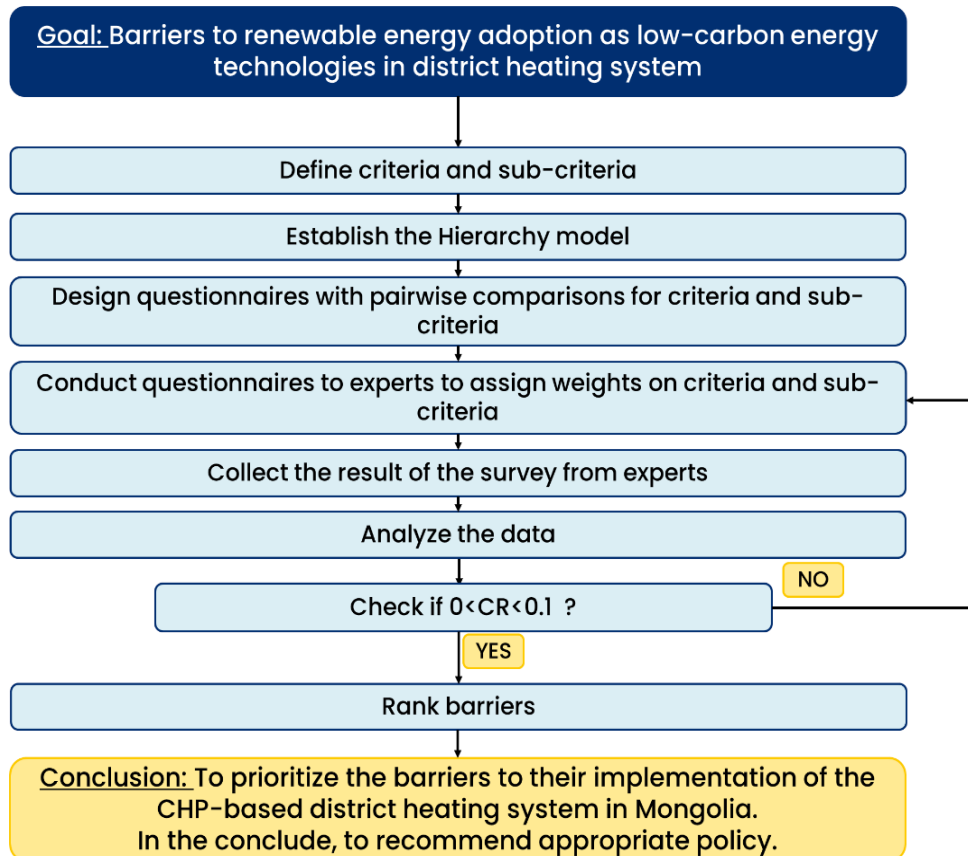 Goal: Barriers to renewable energy adoption as low-carbon energy
technologies in district heating system
Define criteria and sub-criteria
Establish the Hierarchy model
Design questionnaires with pairwise comparisons for criteria and sub-
criteria
Conduct questionnaires to experts to assign weights on criteria and sub-
criteria
Collect the result of the survey from experts
Analyze the data
NO
Check if 0<CR<0.1 ?
YES
Rank barriers
Conclusion: To prioritize the barriers to their implementation of the
CHP-based district heating system in Mongolia.
In the conclude, to recommend appropriate policy.